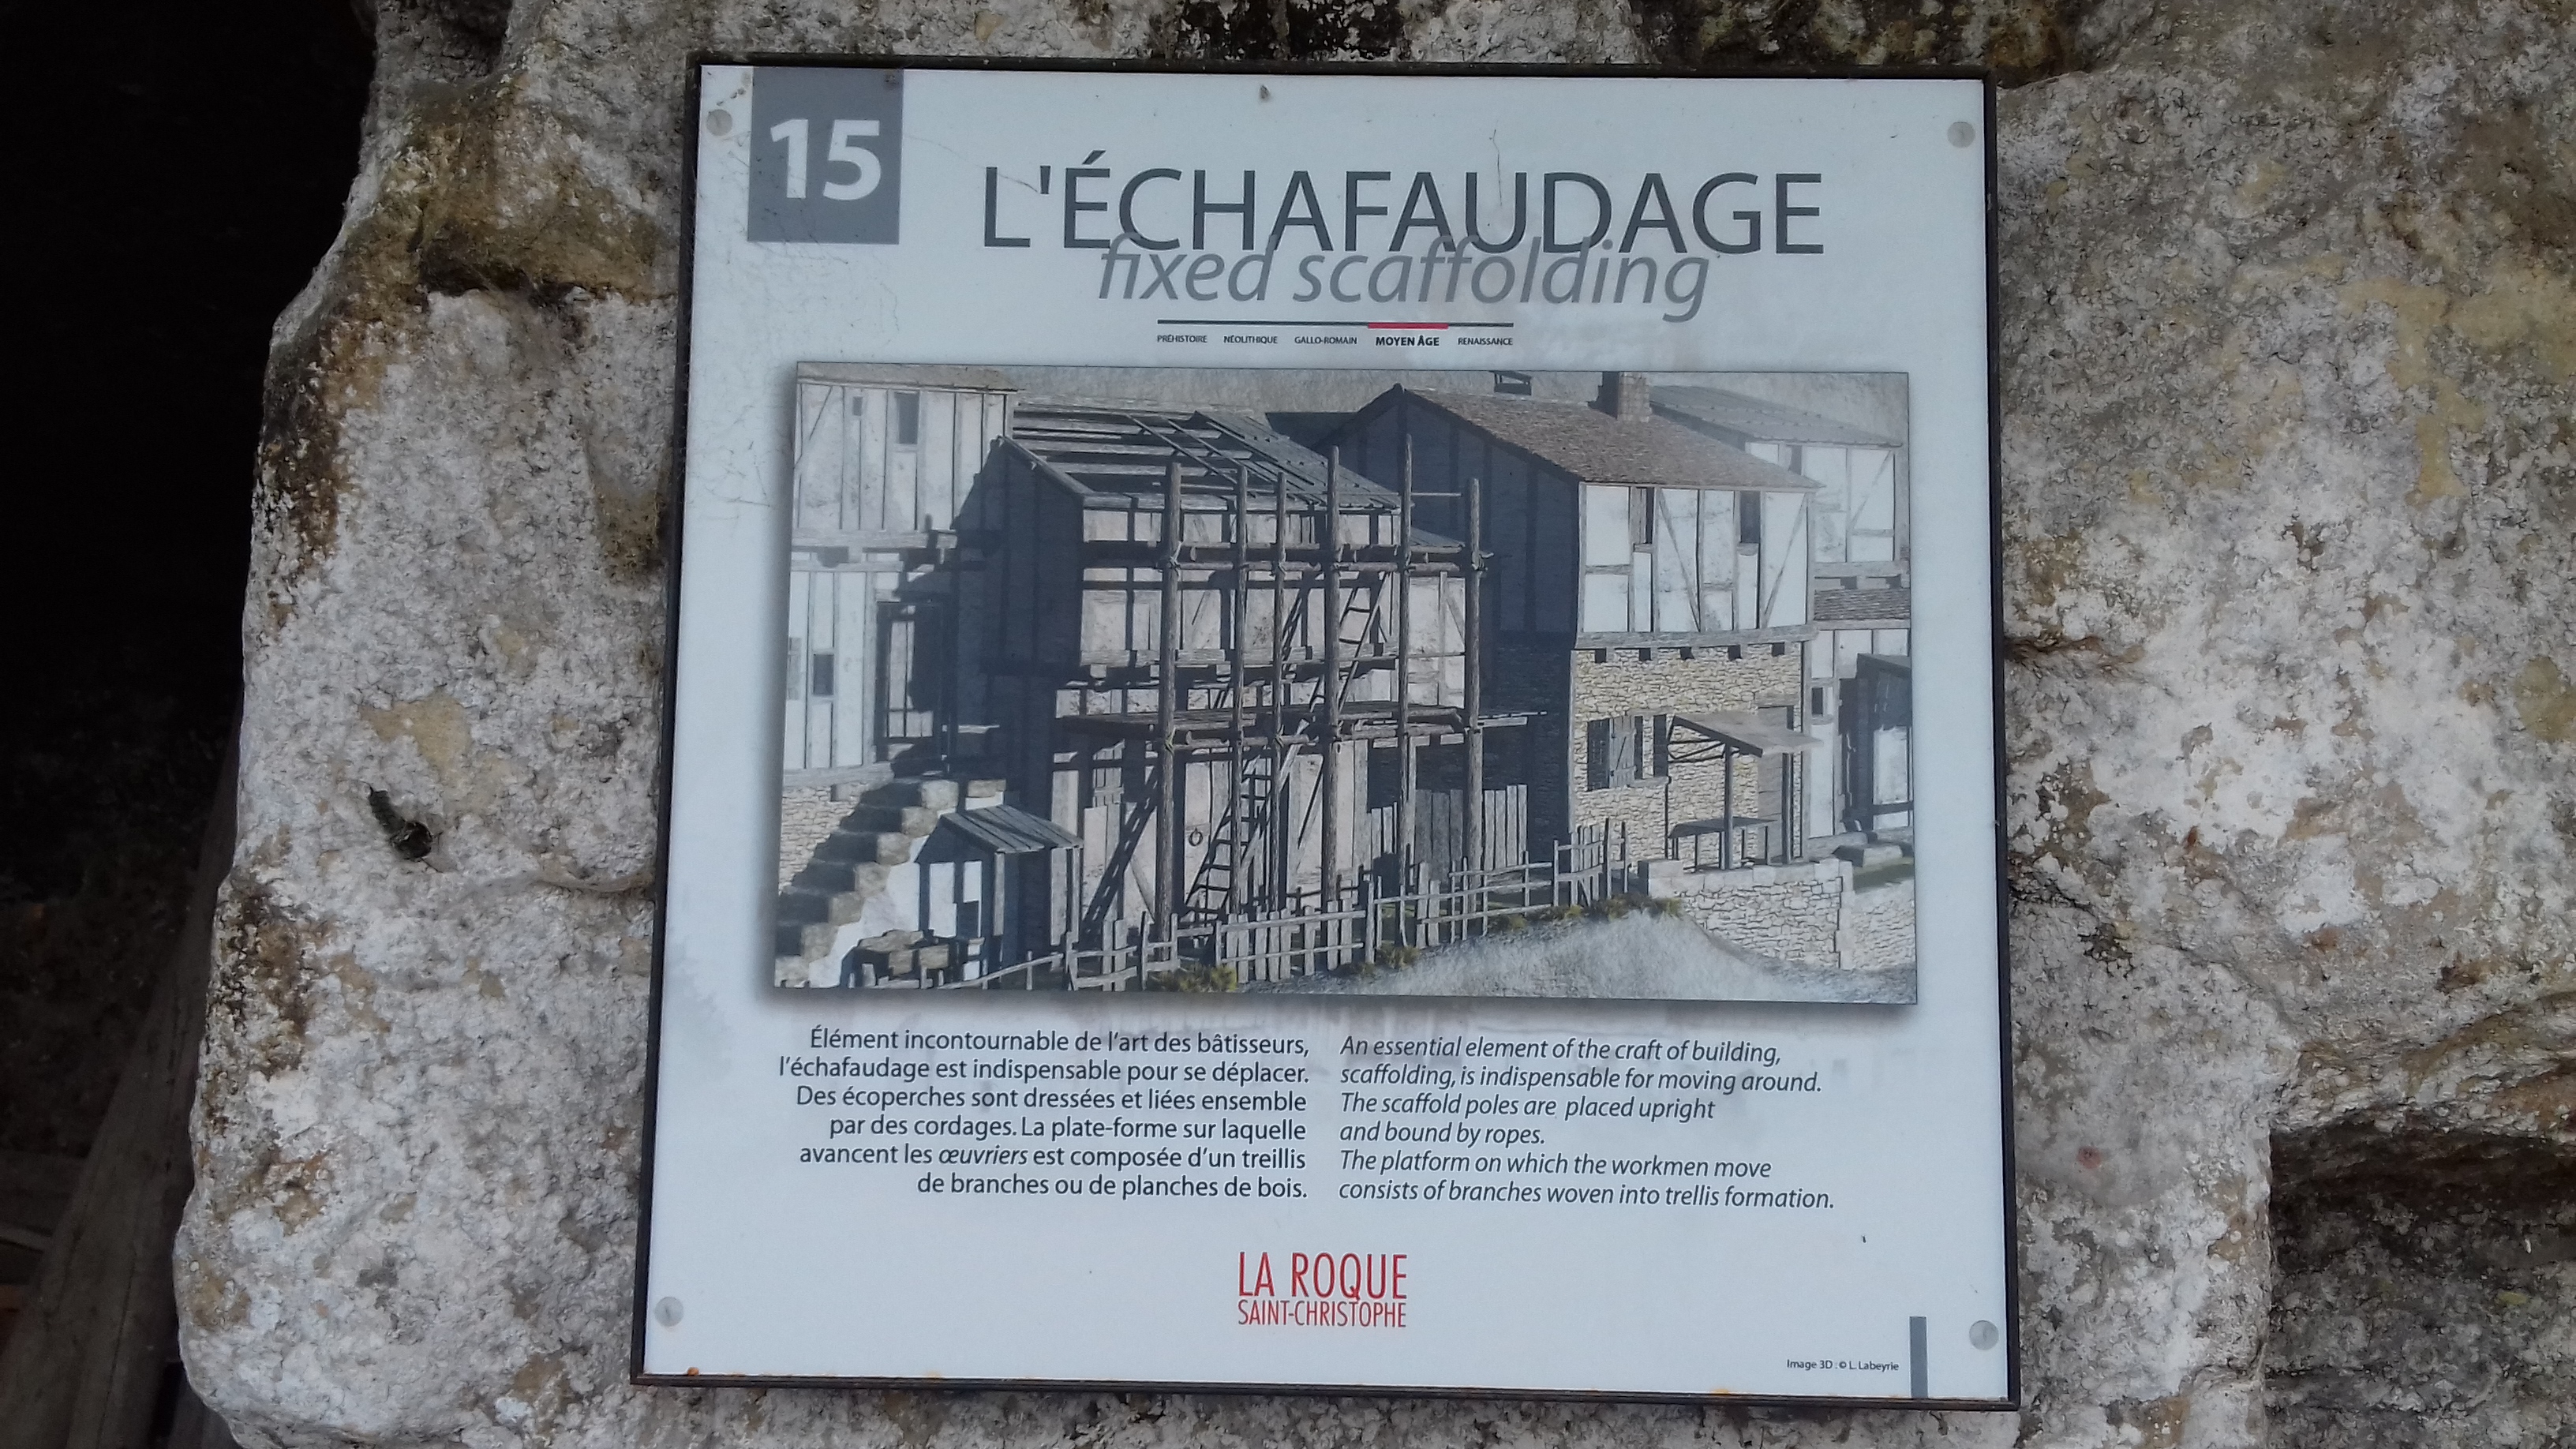 15
L'ÉCHAFAUDAGE
fixed scaffolding
PRÉHISTOIRE NÉOLITHIQUE GALLO-ROMAIN MOYEN ÂGE RENAISSANCE
Élément incontournable de l'art des bâtisseurs,
l'échafaudage est indispensable pour se déplacer.
Des écoperches sont dressées et liées ensemble
par des cordages. La plate-forme sur laquelle
avancent les œuvriers est composée d'un treillis
de branches ou de planches de bois.
An essential element of the craft of building,
scaffolding, is indispensable for moving around.
The scaffold poles are placed upright
and bound by ropes.
The platform on which the workmen move
consists of branches woven into trellis formation.
LA ROQUE
SAINT-CHRISTOPHE
Image 3D : © L. Labeyrie